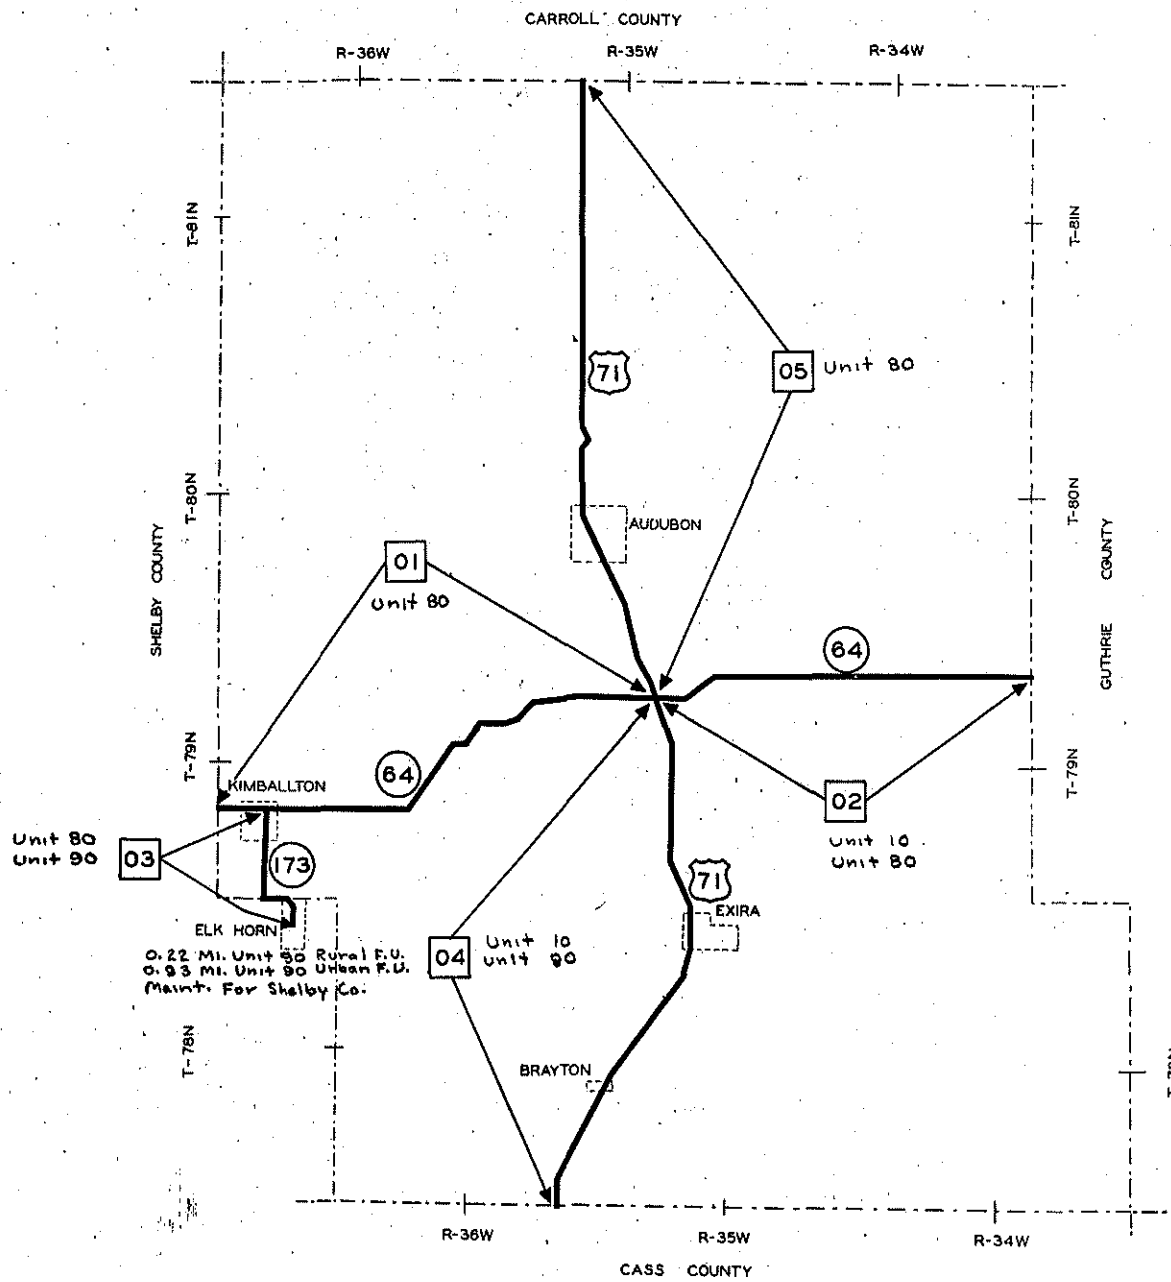 CARROLL COUNTY
R-36W
R-35W
R-34W
T-81N
T-81N
71
05
Unit 80
T-80N
T-80N
AUDUBON
SHELBY COUNTY
GUTHRIE COUNTY
01
Unit 80
64
T-79N
T-79N
64
KIMBALLTON
02
Unit 10
Unit 80
Unit 80
Unit 90
03
173
71
EXIRA
ELK HORN
0.22 Mi. Unit 90 Rural F.U.
0.93 Mi. Unit 90 Urban F.U.
Maint. For Shelby Co.
04
Unit 10
Unit 80
T-78N
BRAYTON
R-36W
R-35W
R-34W
CASS COUNTY